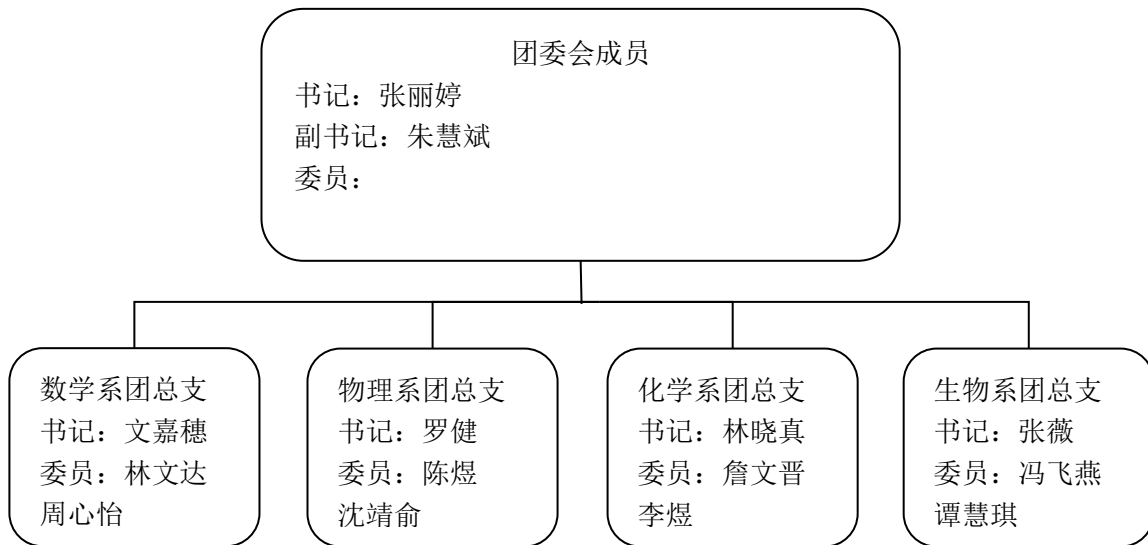 团委会成员
书记：张丽婷
副书记：朱慧斌
委员：
数学系团总支
书记：文嘉穗
委员：林文达
周心怡
物理系团总支
书记：罗健
委员：陈煜
沈靖俞
化学系团总支
书记：林晓真
委员：詹文晋
李煜
生物系团总支
书记：张薇
委员：冯飞燕
谭慧琪